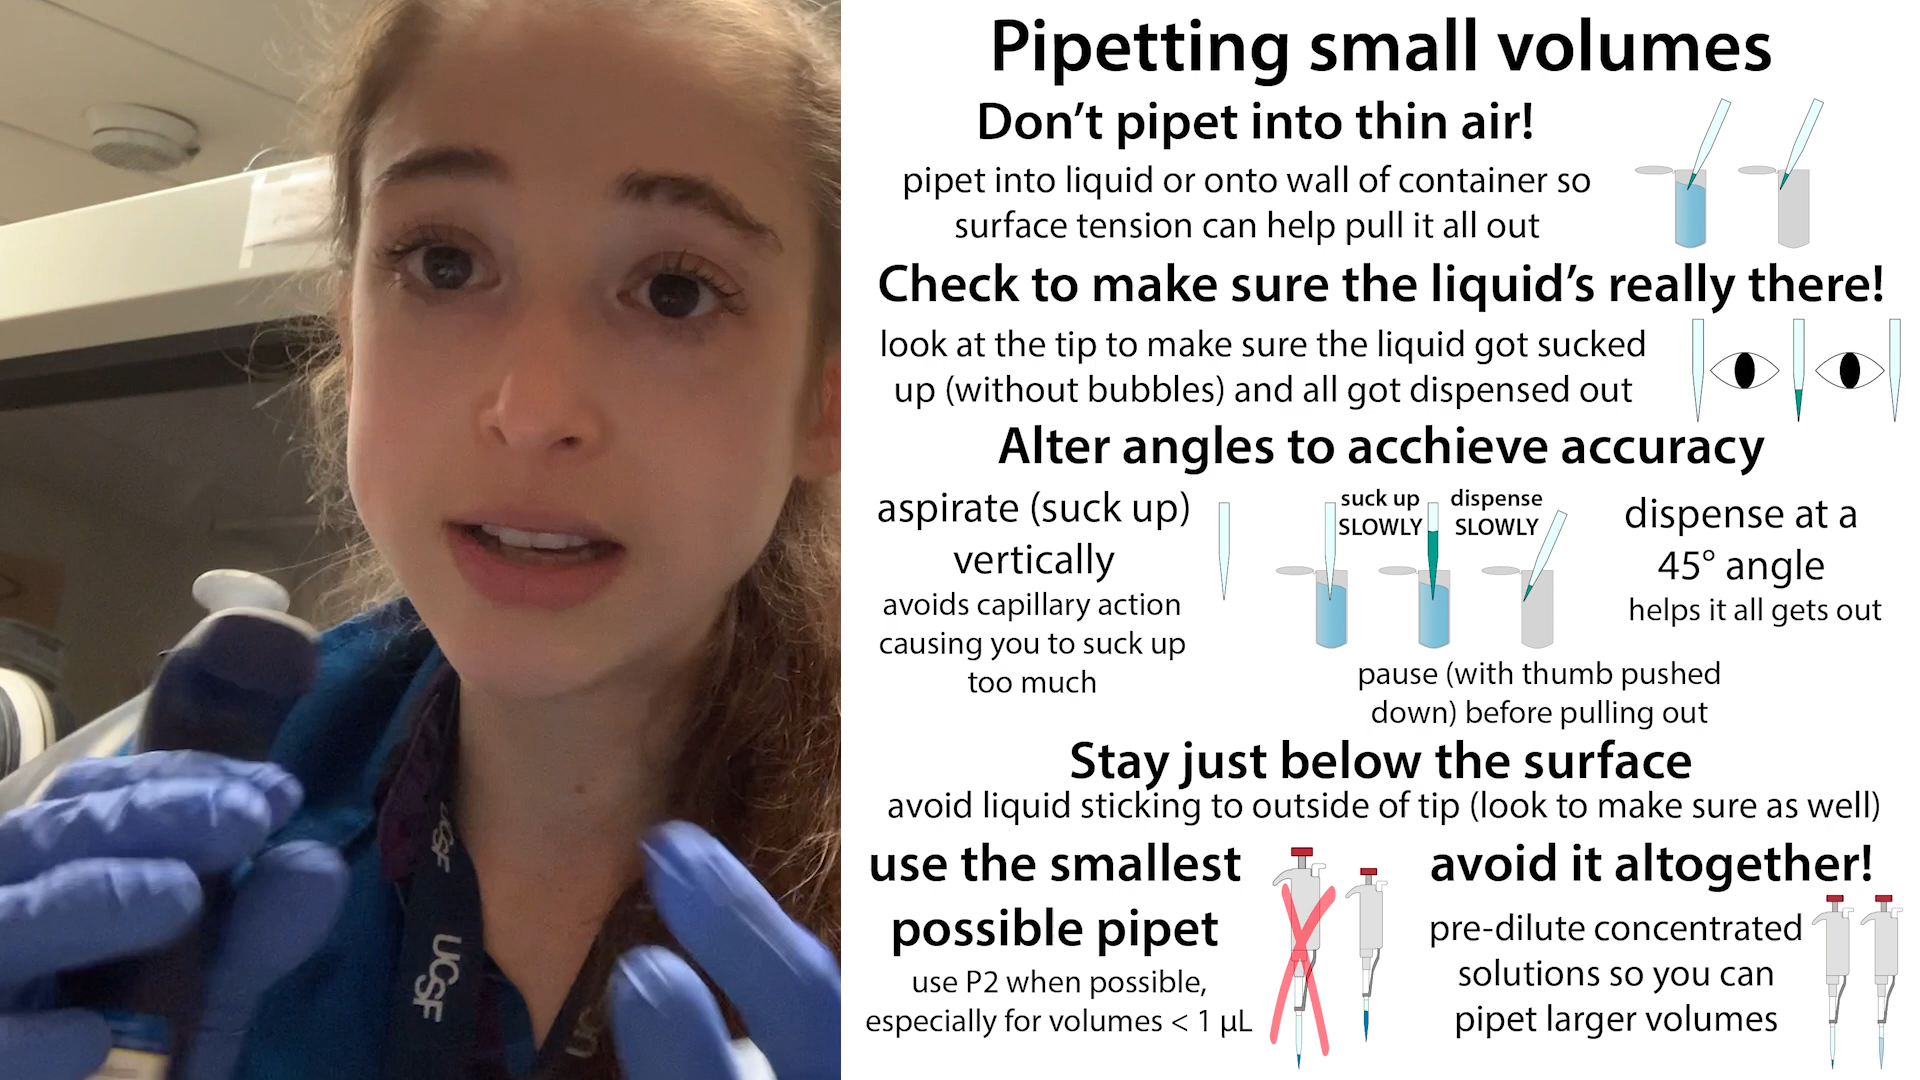 Pipetting small volumes
Don't pipet into thin air!
pipet into liquid or onto wall of container so
surface tension can help pull it all out
Check to make sure the liquid's really there!
look at the tip to make sure the liquid got sucked
up (without bubbles) and all got dispensed out
Alter angles to acchieve accuracy
aspirate (suck up)
vertically
avoids capillary action
causing you to suck up
too much
suck up
SLOWLY
dispense
SLOWLY
dispense at a
45° angle
helps it all gets out
pause (with thumb pushed
down) before pulling out
Stay just below the surface
avoid liquid sticking to outside of tip (look to make sure as well)
use the smallest
possible pipet
use P2 when possible,
especially for volumes < 1 µL
avoid it altogether!
pre-dilute concentrated
solutions so you can
pipet larger volumes
UCSF
UCSF